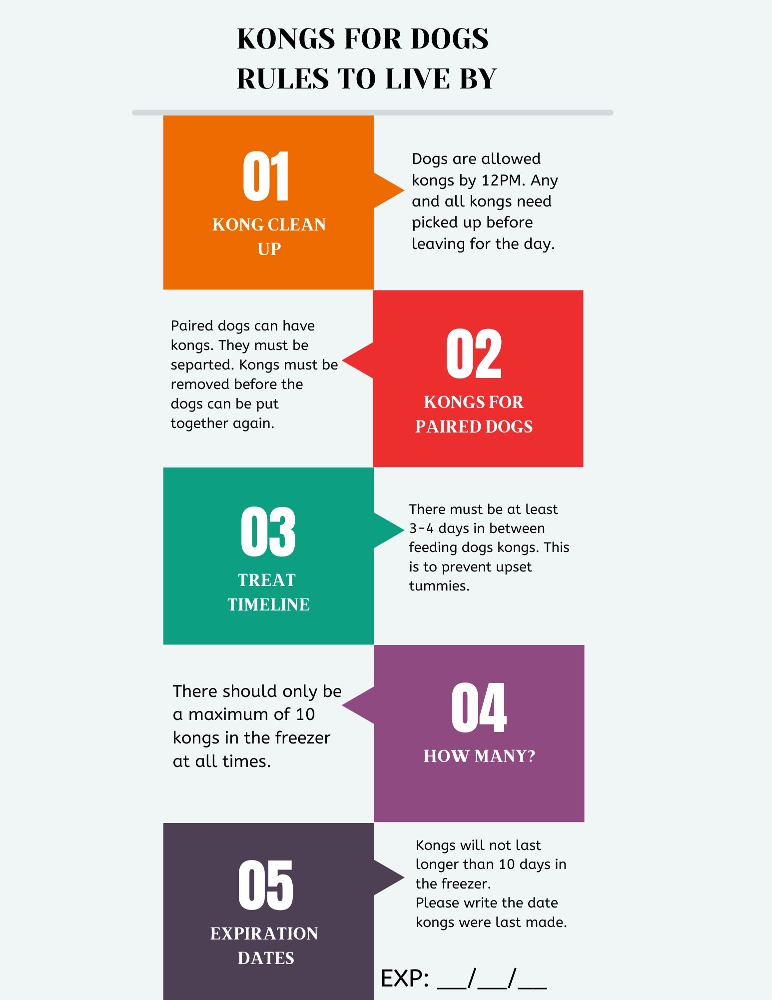 KONGS FOR DOGS
RULES TO LIVE BY
01
KONG CLEAN
UP
Dogs are allowed
kongs by 12PM. Any
and all kongs need
picked up before
leaving for the day.
02
KONGS FOR
PAIRED DOGS
Paired dogs can have
kongs. They must be
separted. Kongs must be
removed before the
dogs can be put
together again.
03
TREAT
TIMELINE
There must be at least
3-4 days in between
feeding dogs kongs. This
is to prevent upset
tummies.
04
HOW MANY?
There should only be
a maximum of 10
kongs in the freezer
at all times.
05
EXPIRATION
DATES
Kongs will not last
longer than 10 days in
the freezer.
Please write the date
kongs were last made.
EXP: __/__/__